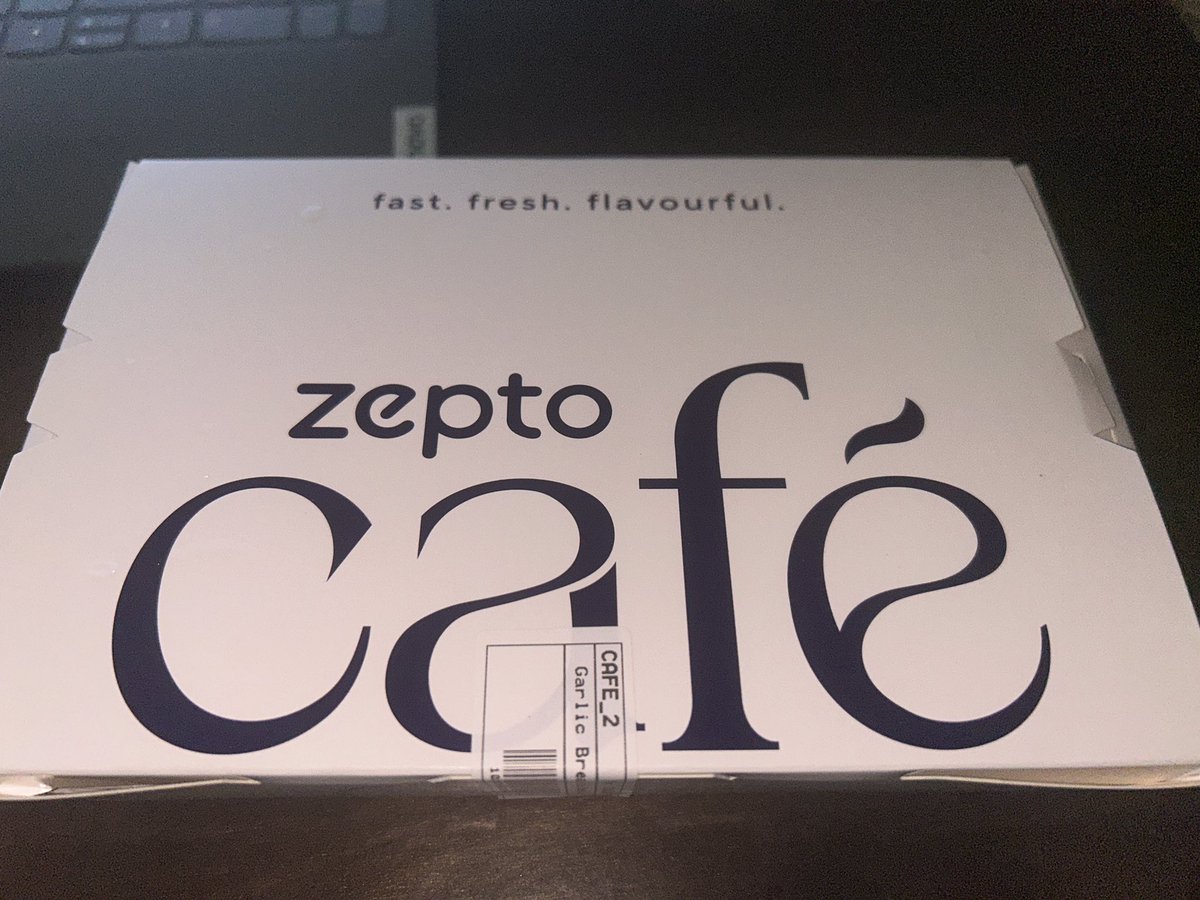 fast. fresh. flavourful.
zepto
café
CAFE_2
Garlic Bre